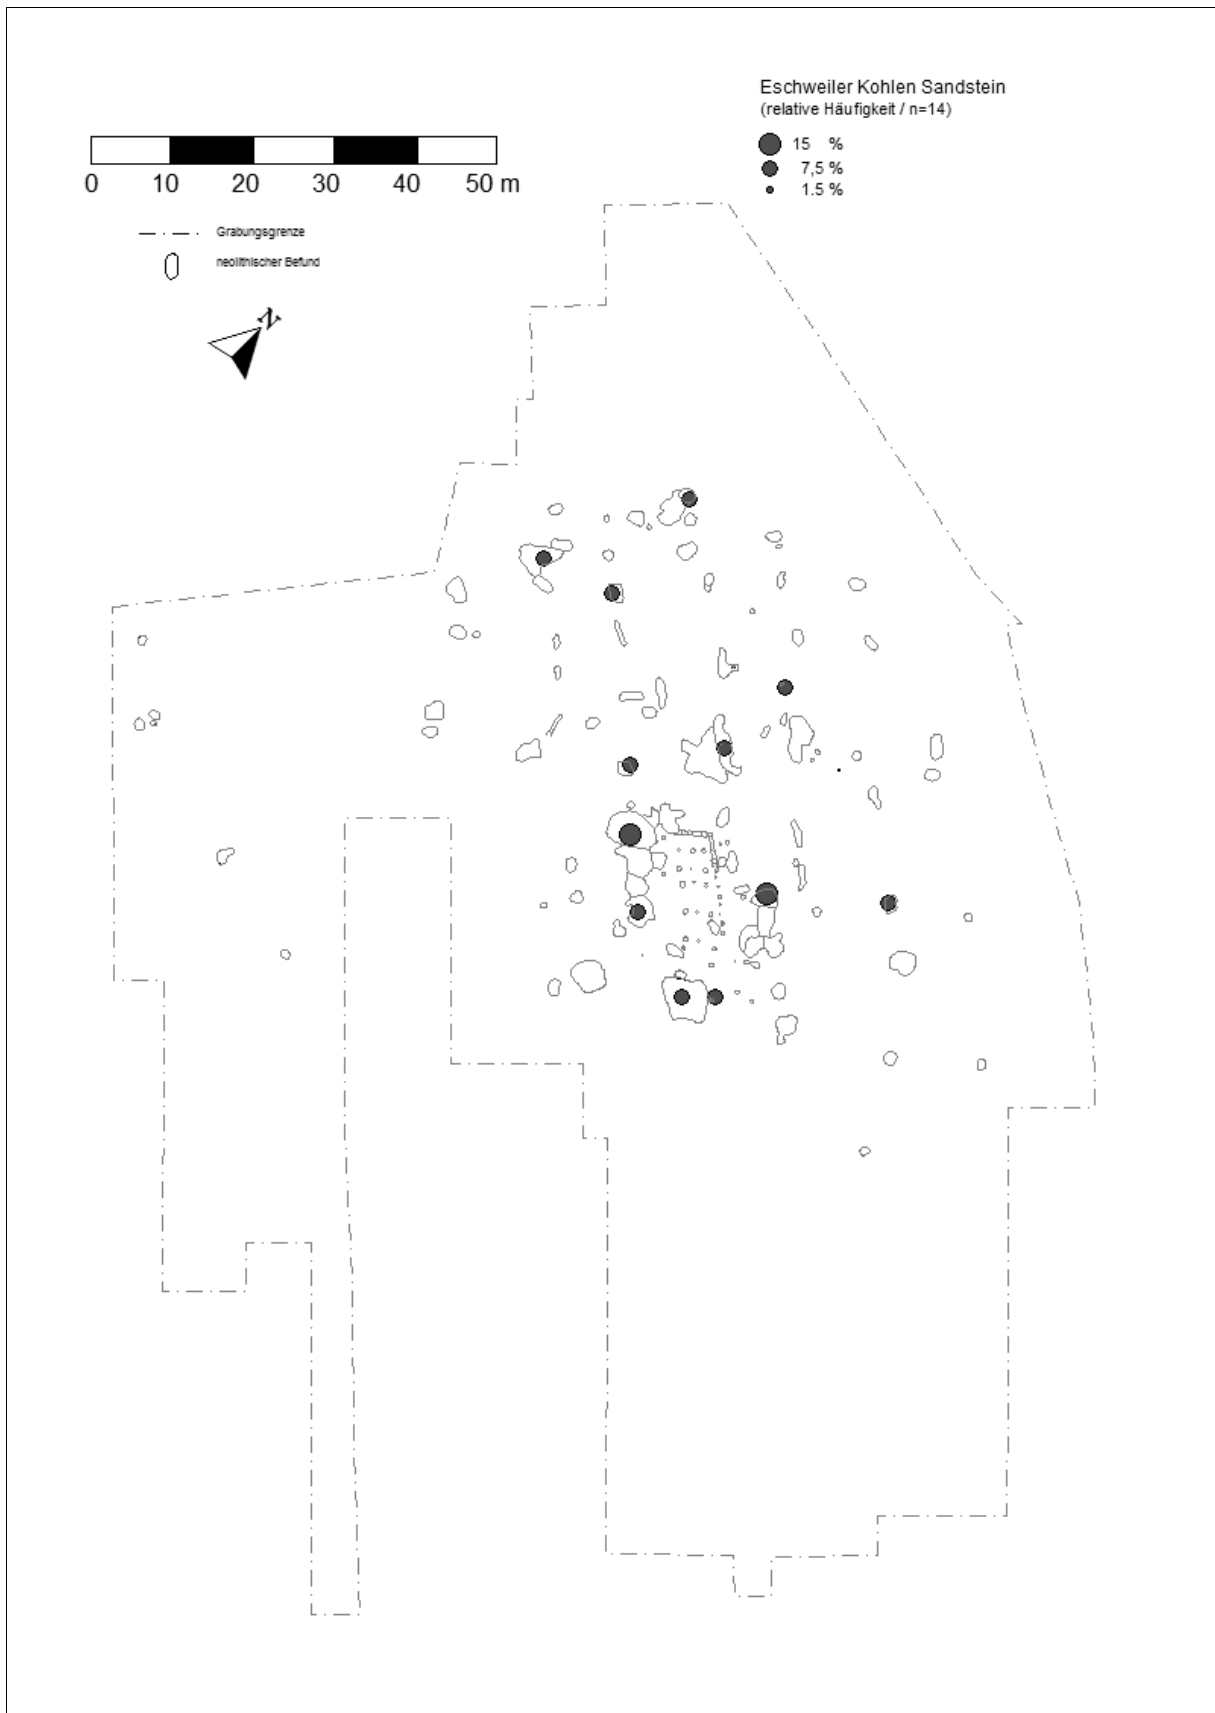 Eschweiler Kohlen Sandstein
(relative Häufigkeit / n=14)
15 %
7,5 %
1.5 %
0 10 20 30 40 50 m
Grabungsgrenze
neolithischer Befund
N